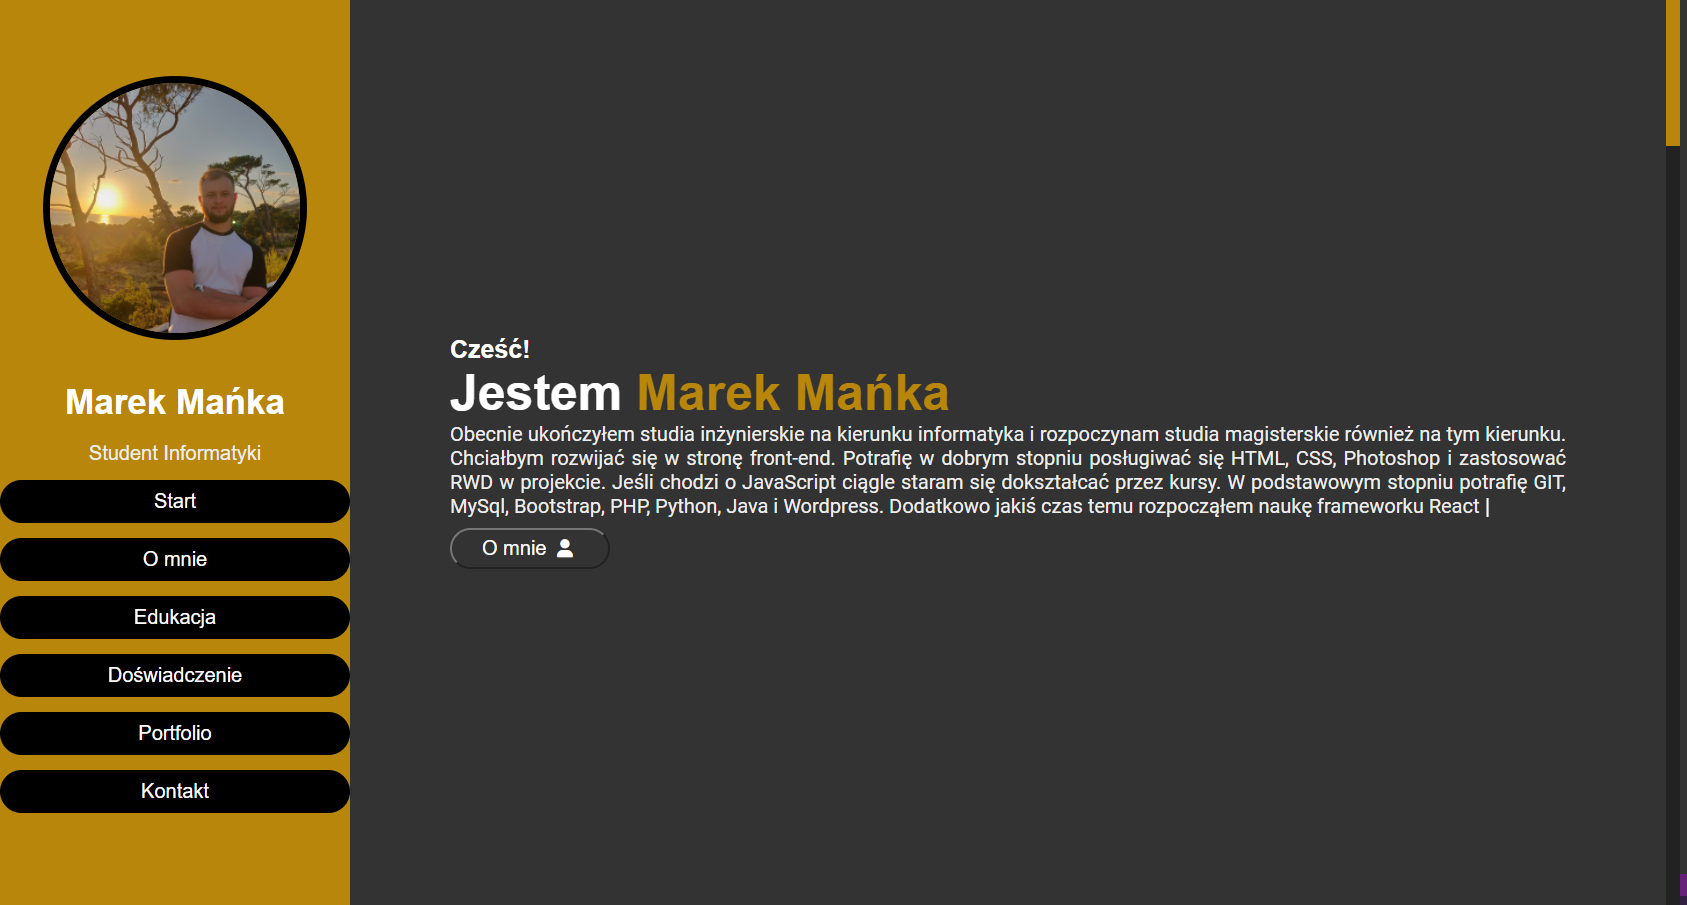 Marek Mańka
Student Informatyki
Start
O mnie
Edukacja
Doświadczenie
Portfolio
Kontakt
Cześć!
Jestem Marek Mańka
Obecnie ukończyłem studia inżynierskie na kierunku informatyka i rozpoczynam studia magisterskie również na tym kierunku.
Chciałbym rozwijać się w stronę front-end. Potrafię w dobrym stopniu posługiwać się HTML, CSS, Photoshop i zastosować
RWD w projekcie. Jeśli chodzi o JavaScript ciągle staram się dokształcać przez kursy. W podstawowym stopniu potrafię GIT,
MySql, Bootstrap, PHP, Python, Java i Wordpress. Dodatkowo jakiś czas temu rozpocząłem naukę frameworku React |
O mnie